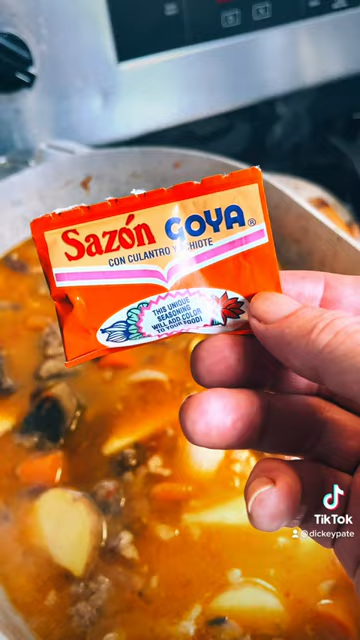 Sazón GOYA®
CON CULANTRO Y ACHIOTE
THIS UNIQUE
SEASONING
WILL ADD COLOR
TO YOUR FOOD!
TikTok
@dickeypate